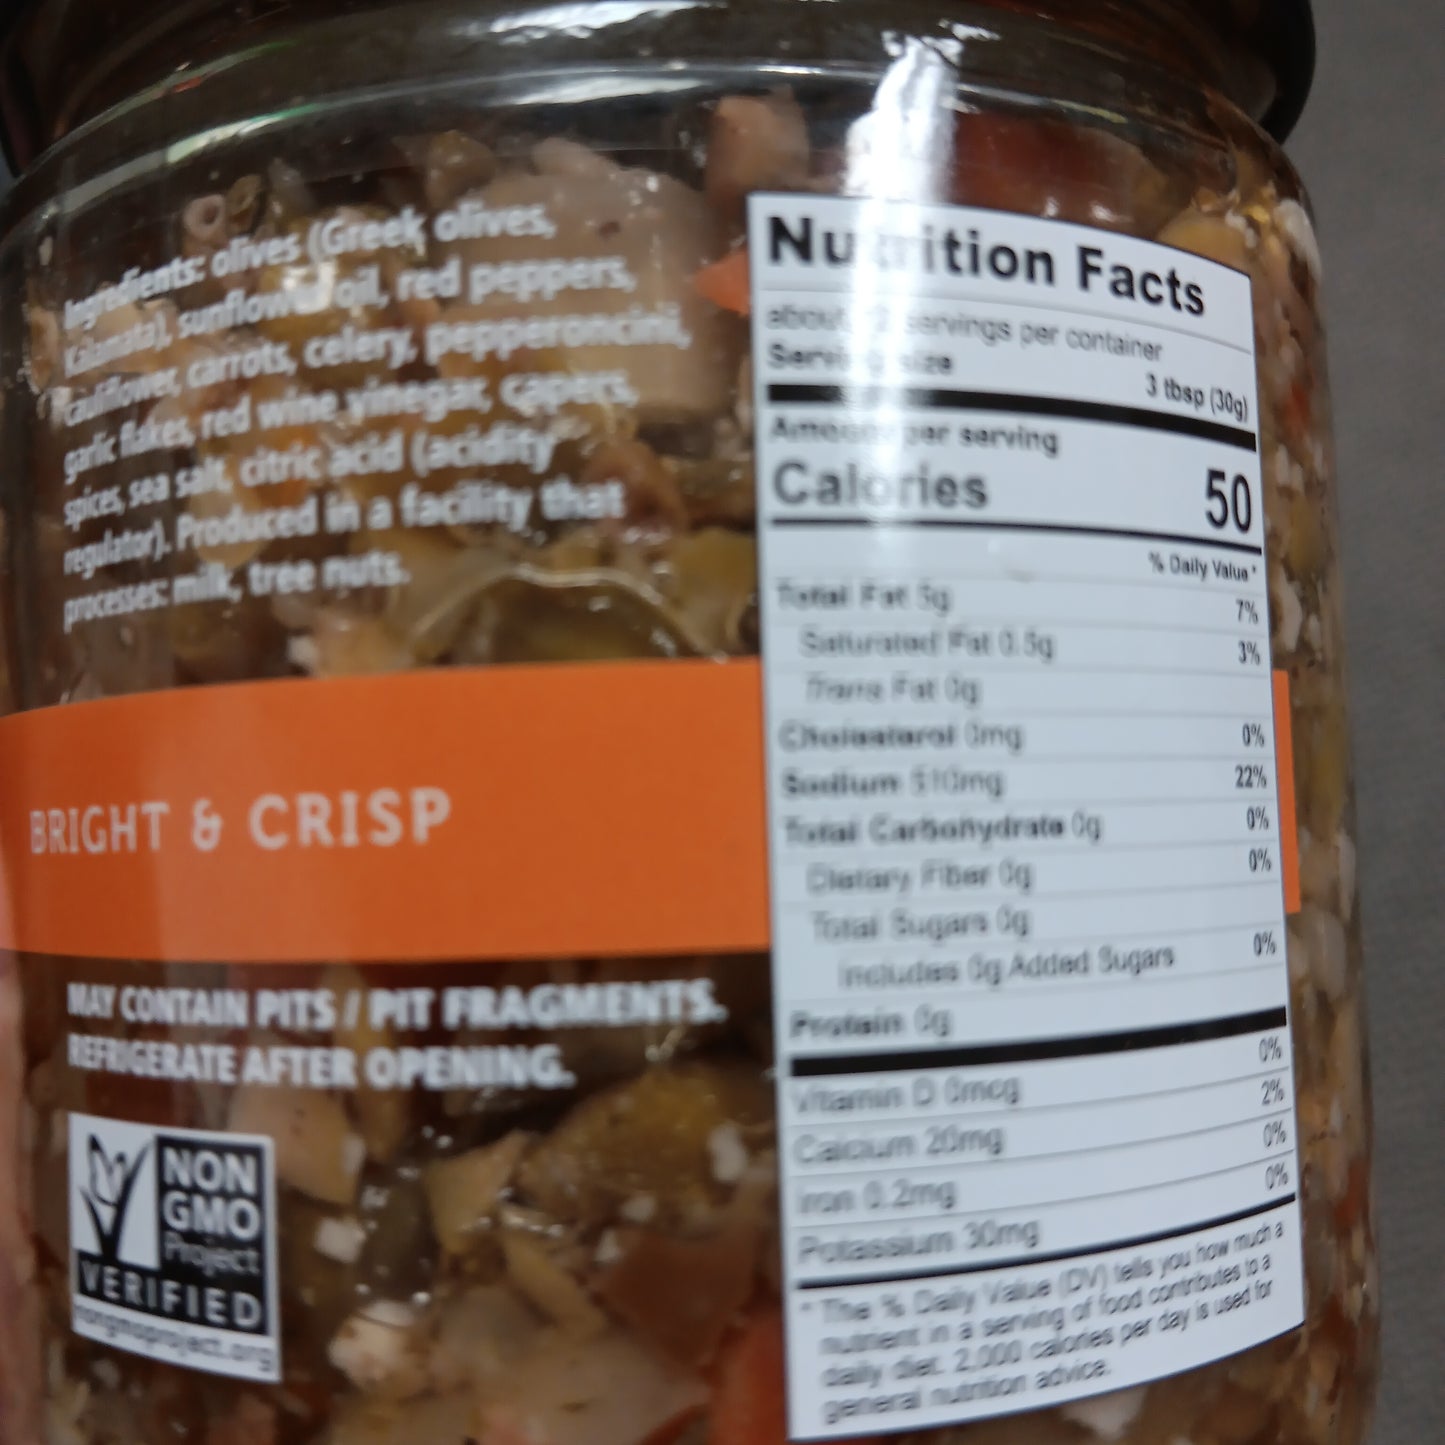 Ingredients: olives (Greek olives,
Kalamata), sunflower oil, red peppers,
cauliflower, carrots, celery, pepperoncini,
garlic flakes, red wine vinegar, capers,
spices, sea salt, citric acid (acidity
regulator). Produced in a facility that
processes: milk, tree nuts.
BRIGHT & CRISP
MAY CONTAIN PITS / PIT FRAGMENTS.
REFRIGERATE AFTER OPENING.
NON
GMO
Project
VERIFIED
nongmoproject.org
Nutrition Facts
about servings per container
Serving size 3 tbsp (30g)
Amount per serving
Calories 50
% Daily Value *
Total Fat 5g 7%
Saturated Fat 0.5g 3%
Trans Fat 0g
Cholesterol 0mg 0%
Sodium 510mg 22%
Total Carbohydrate 0g 0%
Dietary Fiber 0g 0%
Total Sugars 0g
Includes 0g Added Sugars 0%
Protein 0g
Vitamin D 0mcg 0%
Calcium 20mg 2%
Iron 0.2mg 0%
Potassium 30mg 0%
* The % Daily Value (DV) tells you how much a
nutrient in a serving of food contributes to a
daily diet. 2,000 calories per day is used for
general nutrition advice.